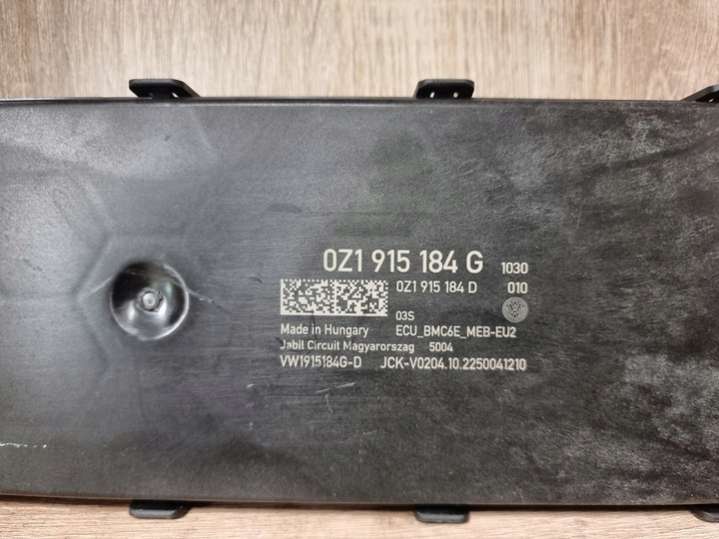 0Z1 915 184 G 1030
0Z1 915 184 D 010
03S
Made in Hungary ECU_BMC6E_MEB-EU2
Jabil Circuit Magyarorszag 5004
VW1915184G-D JCK-V0204.10.2250041210